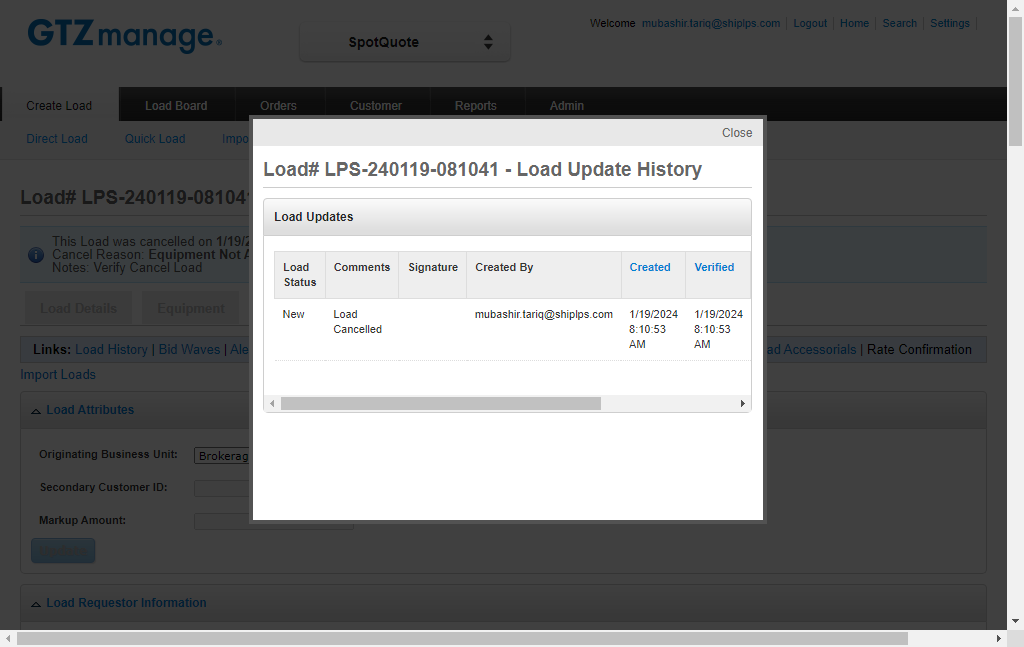 GTZmanage®
SpotQuote
Welcome mubashir.tariq@shiplps.com | Logout | Home | Search | Settings |
Create Load Load Board Orders Customer Reports Admin
Direct Load Quick Load
Close
Load# LPS-240119-081041 - Load Update History
Load# LPS-240119-08104
Load Updates
This Load was cancelled on 1/19/2
Cancel Reason: Equipment Not A
Notes: Verify Cancel Load
Load Status Comments Signature Created By Created Verified
New Load Cancelled mubashir.tariq@shiplps.com 1/19/2024 8:10:53 AM 1/19/2024 8:10:53 AM
Load Details Equipment
Links: Load History | Bid Waves | Ale
ad Accessorials | Rate Confirmation
Import Loads
Load Attributes
Originating Business Unit: Brokerag
Secondary Customer ID:
Markup Amount:
Load Requestor Information